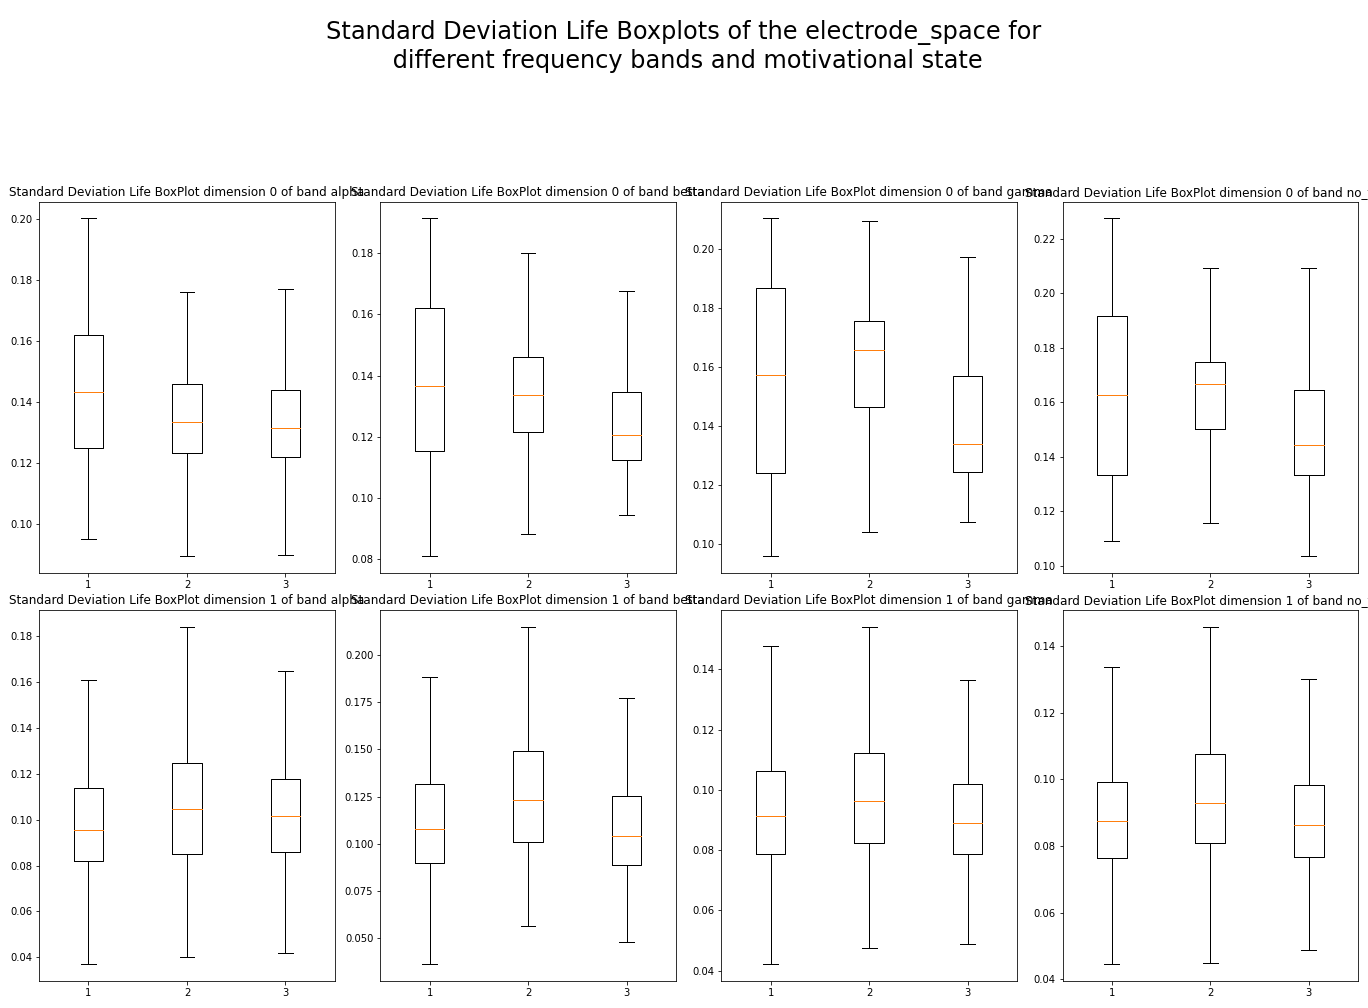 Standard Deviation Life Boxplots of the electrode_space for
different frequency bands and motivational state
Standard Deviation Life BoxPlot dimension 0 of band alpha
0.20
0.18
0.16
0.14
0.12
0.10
1 2 3
Standard Deviation Life BoxPlot dimension 0 of band betta
0.18
0.16
0.14
0.12
0.10
0.08
1 2 3
Standard Deviation Life BoxPlot dimension 0 of band gamma
0.20
0.18
0.16
0.14
0.12
0.10
1 2 3
Standard Deviation Life BoxPlot dimension 0 of band no_
0.22
0.20
0.18
0.16
0.14
0.12
0.10
1 2 3
Standard Deviation Life BoxPlot dimension 1 of band alpha
0.18
0.16
0.14
0.12
0.10
0.08
0.06
0.04
1 2 3
Standard Deviation Life BoxPlot dimension 1 of band betta
0.200
0.175
0.150
0.125
0.100
0.075
0.050
1 2 3
Standard Deviation Life BoxPlot dimension 1 of band gamma
0.14
0.12
0.10
0.08
0.06
0.04
1 2 3
Standard Deviation Life BoxPlot dimension 1 of band no_
0.14
0.12
0.10
0.08
0.06
0.04
1 2 3